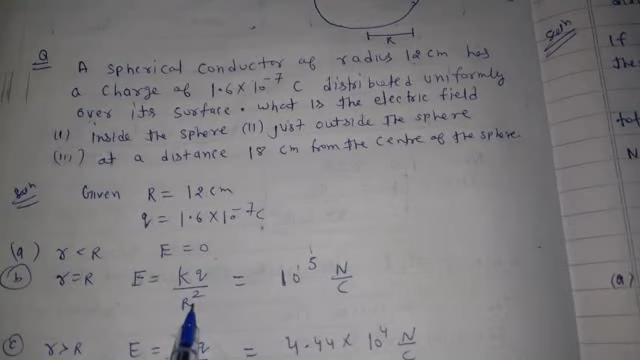 R
Q A spherical conductor of radius 12 cm has
a charge of 1.6 × 10⁻⁷ C distributed uniformly
over its surface. what is the electric field
(i) inside the sphere (ii) just outside the sphere
(iii) at a distance 18 cm from the centre of the sphere
Given R = 12 cm
q = 1.6 × 10⁻⁷ C
(a) r < R E = 0
(b) r = R E = Kq/R² = 10⁵ N/C
(c) r > R E = = 4.44 × 10⁴ N/C
If
the
N
(a)